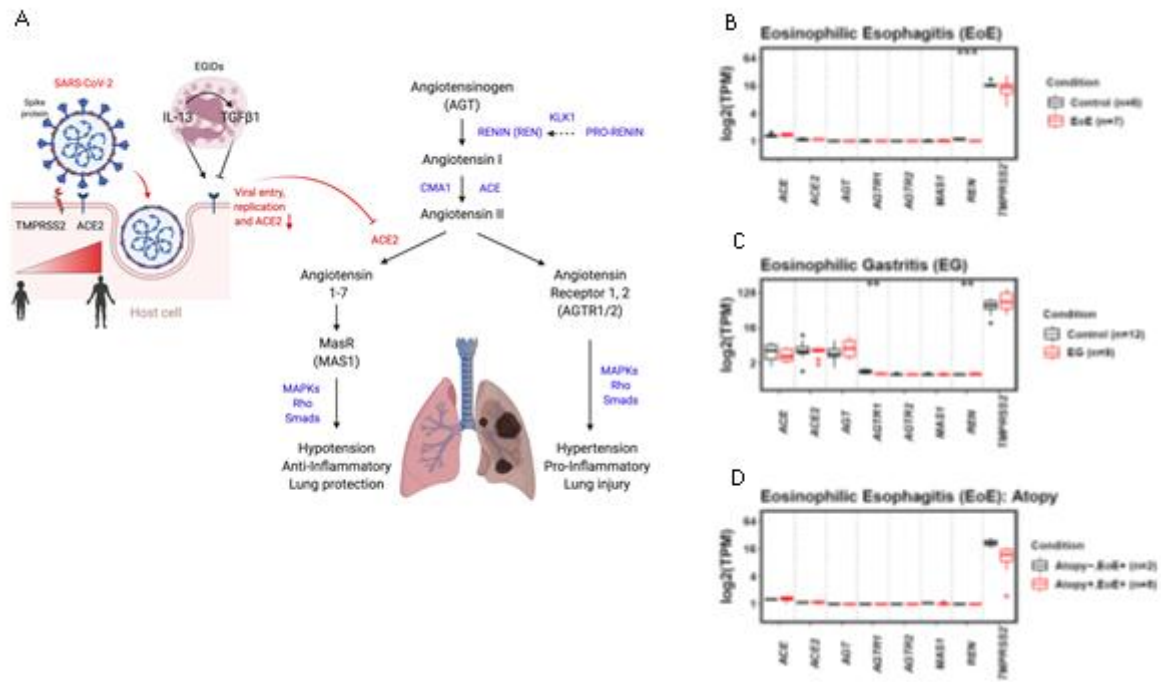 A
SARS-CoV-2
Spike
protein
EGIDs
IL-13
TGFβ1
TMPRSS2
ACE2
Viral entry,
replication
and ACE2
Host cell
Angiotensinogen
(AGT)
KLK1
RENIN (REN)
PRO-RENIN
Angiotensin I
CMA1
ACE
Angiotensin II
ACE2
Angiotensin
1-7
Angiotensin
Receptor 1, 2
(AGTR1/2)
MasR
(MAS1)
MAPKs
Rho
Smads
MAPKs
Rho
Smads
Hypotension
Anti-Inflammatory
Lung protection
Hypertension
Pro-Inflammatory
Lung injury
B
Eosinophilic Esophagitis (EoE)
log2(TPM)
64
16
4
1
***
ACE
ACE2
AGT
AGTR1
AGTR2
MAS1
REN
TMPRSS2
Condition
Control (n=6)
EoE (n=7)
C
Eosinophilic Gastritis (EG)
log2(TPM)
128
16
2
**
**
ACE
ACE2
AGT
AGTR1
AGTR2
MAS1
REN
TMPRSS2
Condition
Control (n=12)
EG (n=9)
D
Eosinophilic Esophagitis (EoE): Atopy
log2(TPM)
64
16
4
1
ACE
ACE2
AGT
AGTR1
AGTR2
MAS1
REN
TMPRSS2
Condition
Atopy-.EoE+ (n=2)
Atopy+.EoE+